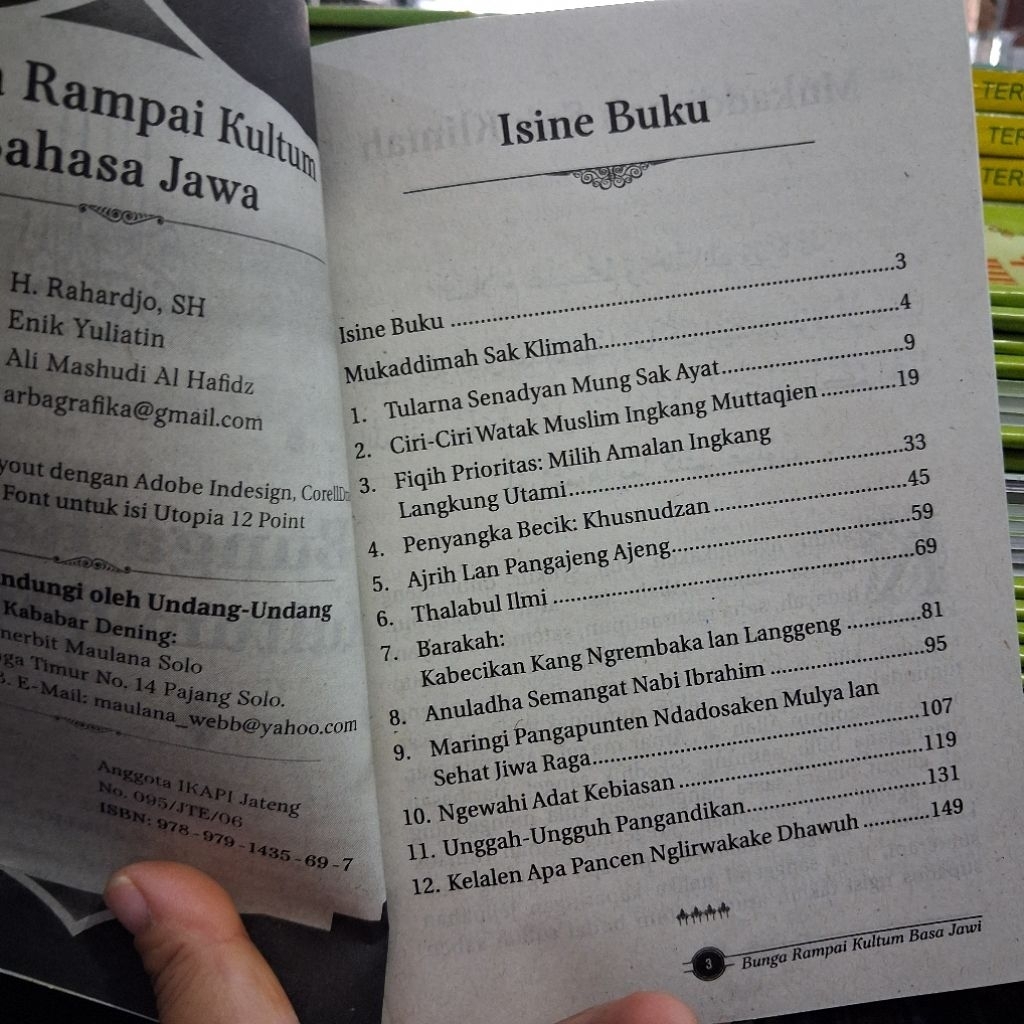 Rampai Kultum
Bahasa Jawa
H. Rahardjo, SH
Enik Yuliatin
Ali Mashudi Al Hafidz
arbagrafika@gmail.com
dengan Adobe Indesign,
Font untuk isi Utopia 12 Point
oleh Undang-Undang
Kababar Dening:
Maulana Solo
Timur No. 14 Pajang Solo.
E-Mail: maulana_webb@yahoo.com
Anggota IKAPI Jateng
No. 095/JTE/06
ISBN: 978-979-1435-69-7
Isine Buku
Isine Buku ...............................................................3
Mukaddimah Sak Klimah...........................................4
1. Tularna Senadyan Mung Sak Ayat.........................9
2. Ciri-Ciri Watak Muslim Ingkang Muttaqien...........19
3. Fiqih Prioritas: Milih Amalan Ingkang
Langkung Utami................................................33
4. Penyangka Becik: Khusnudzan ............................45
5. Ajrih Lan Pangajeng Ajeng..................................59
6. Thalabul Ilmi .....................................................69
7. Barakah:
Kabecikan Kang Ngrembaka lan Langgeng ...........81
8. Anuladha Semangat Nabi Ibrahim ......................95
9. Maringi Pangapunten Ndadosaken Mulya lan
Sehat Jiwa Raga................................................107
10. Ngewahi Adat Kebiasan ...................................119
11. Unggah-Ungguh Pangandikan..........................131
12. Kelalen Apa Pancen Nglirwakake Dhawuh ..........149
3
Bunga Rampai Kultum Basa Jawi